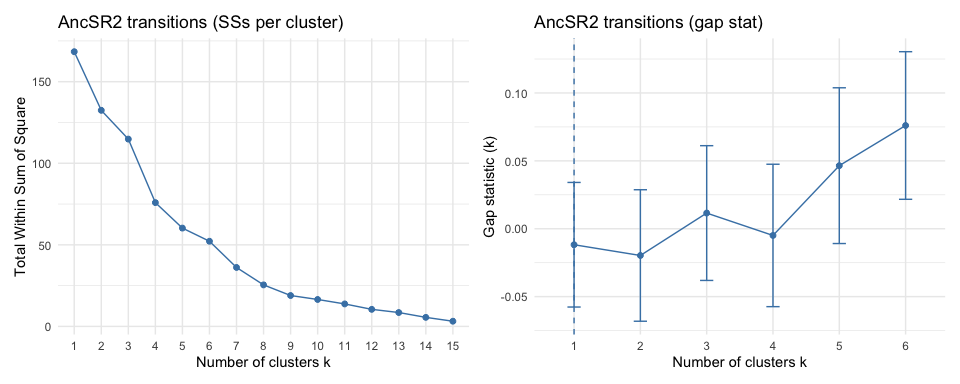 AncSR2 transitions (SSs per cluster)
Total Within Sum of Square
150
100
50
0
1 2 3 4 5 6 7 8 9 10 11 12 13 14 15
Number of clusters k
AncSR2 transitions (gap stat)
Gap statistic (k)
0.10
0.05
0.00
-0.05
1 2 3 4 5 6
Number of clusters k